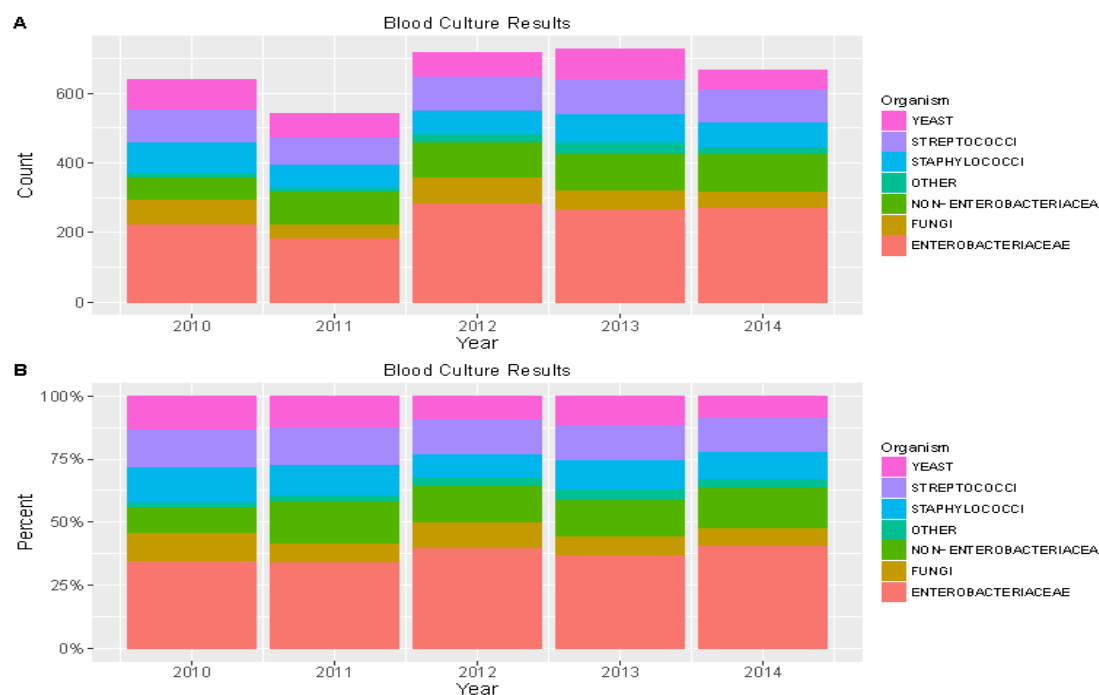 A
Blood Culture Results
Count
600
400
200
0
2010 2011 2012 2013 2014
Year
Organism
YEAST
STREPTOCOCCI
STAPHYLOCOCCI
OTHER
NON-ENTEROBACTERIACEA
FUNGI
ENTEROBACTERIACEAE
B
Blood Culture Results
Percent
100%
75%
50%
25%
0%
2010 2011 2012 2013 2014
Year
Organism
YEAST
STREPTOCOCCI
STAPHYLOCOCCI
OTHER
NON-ENTEROBACTERIACEA
FUNGI
ENTEROBACTERIACEAE